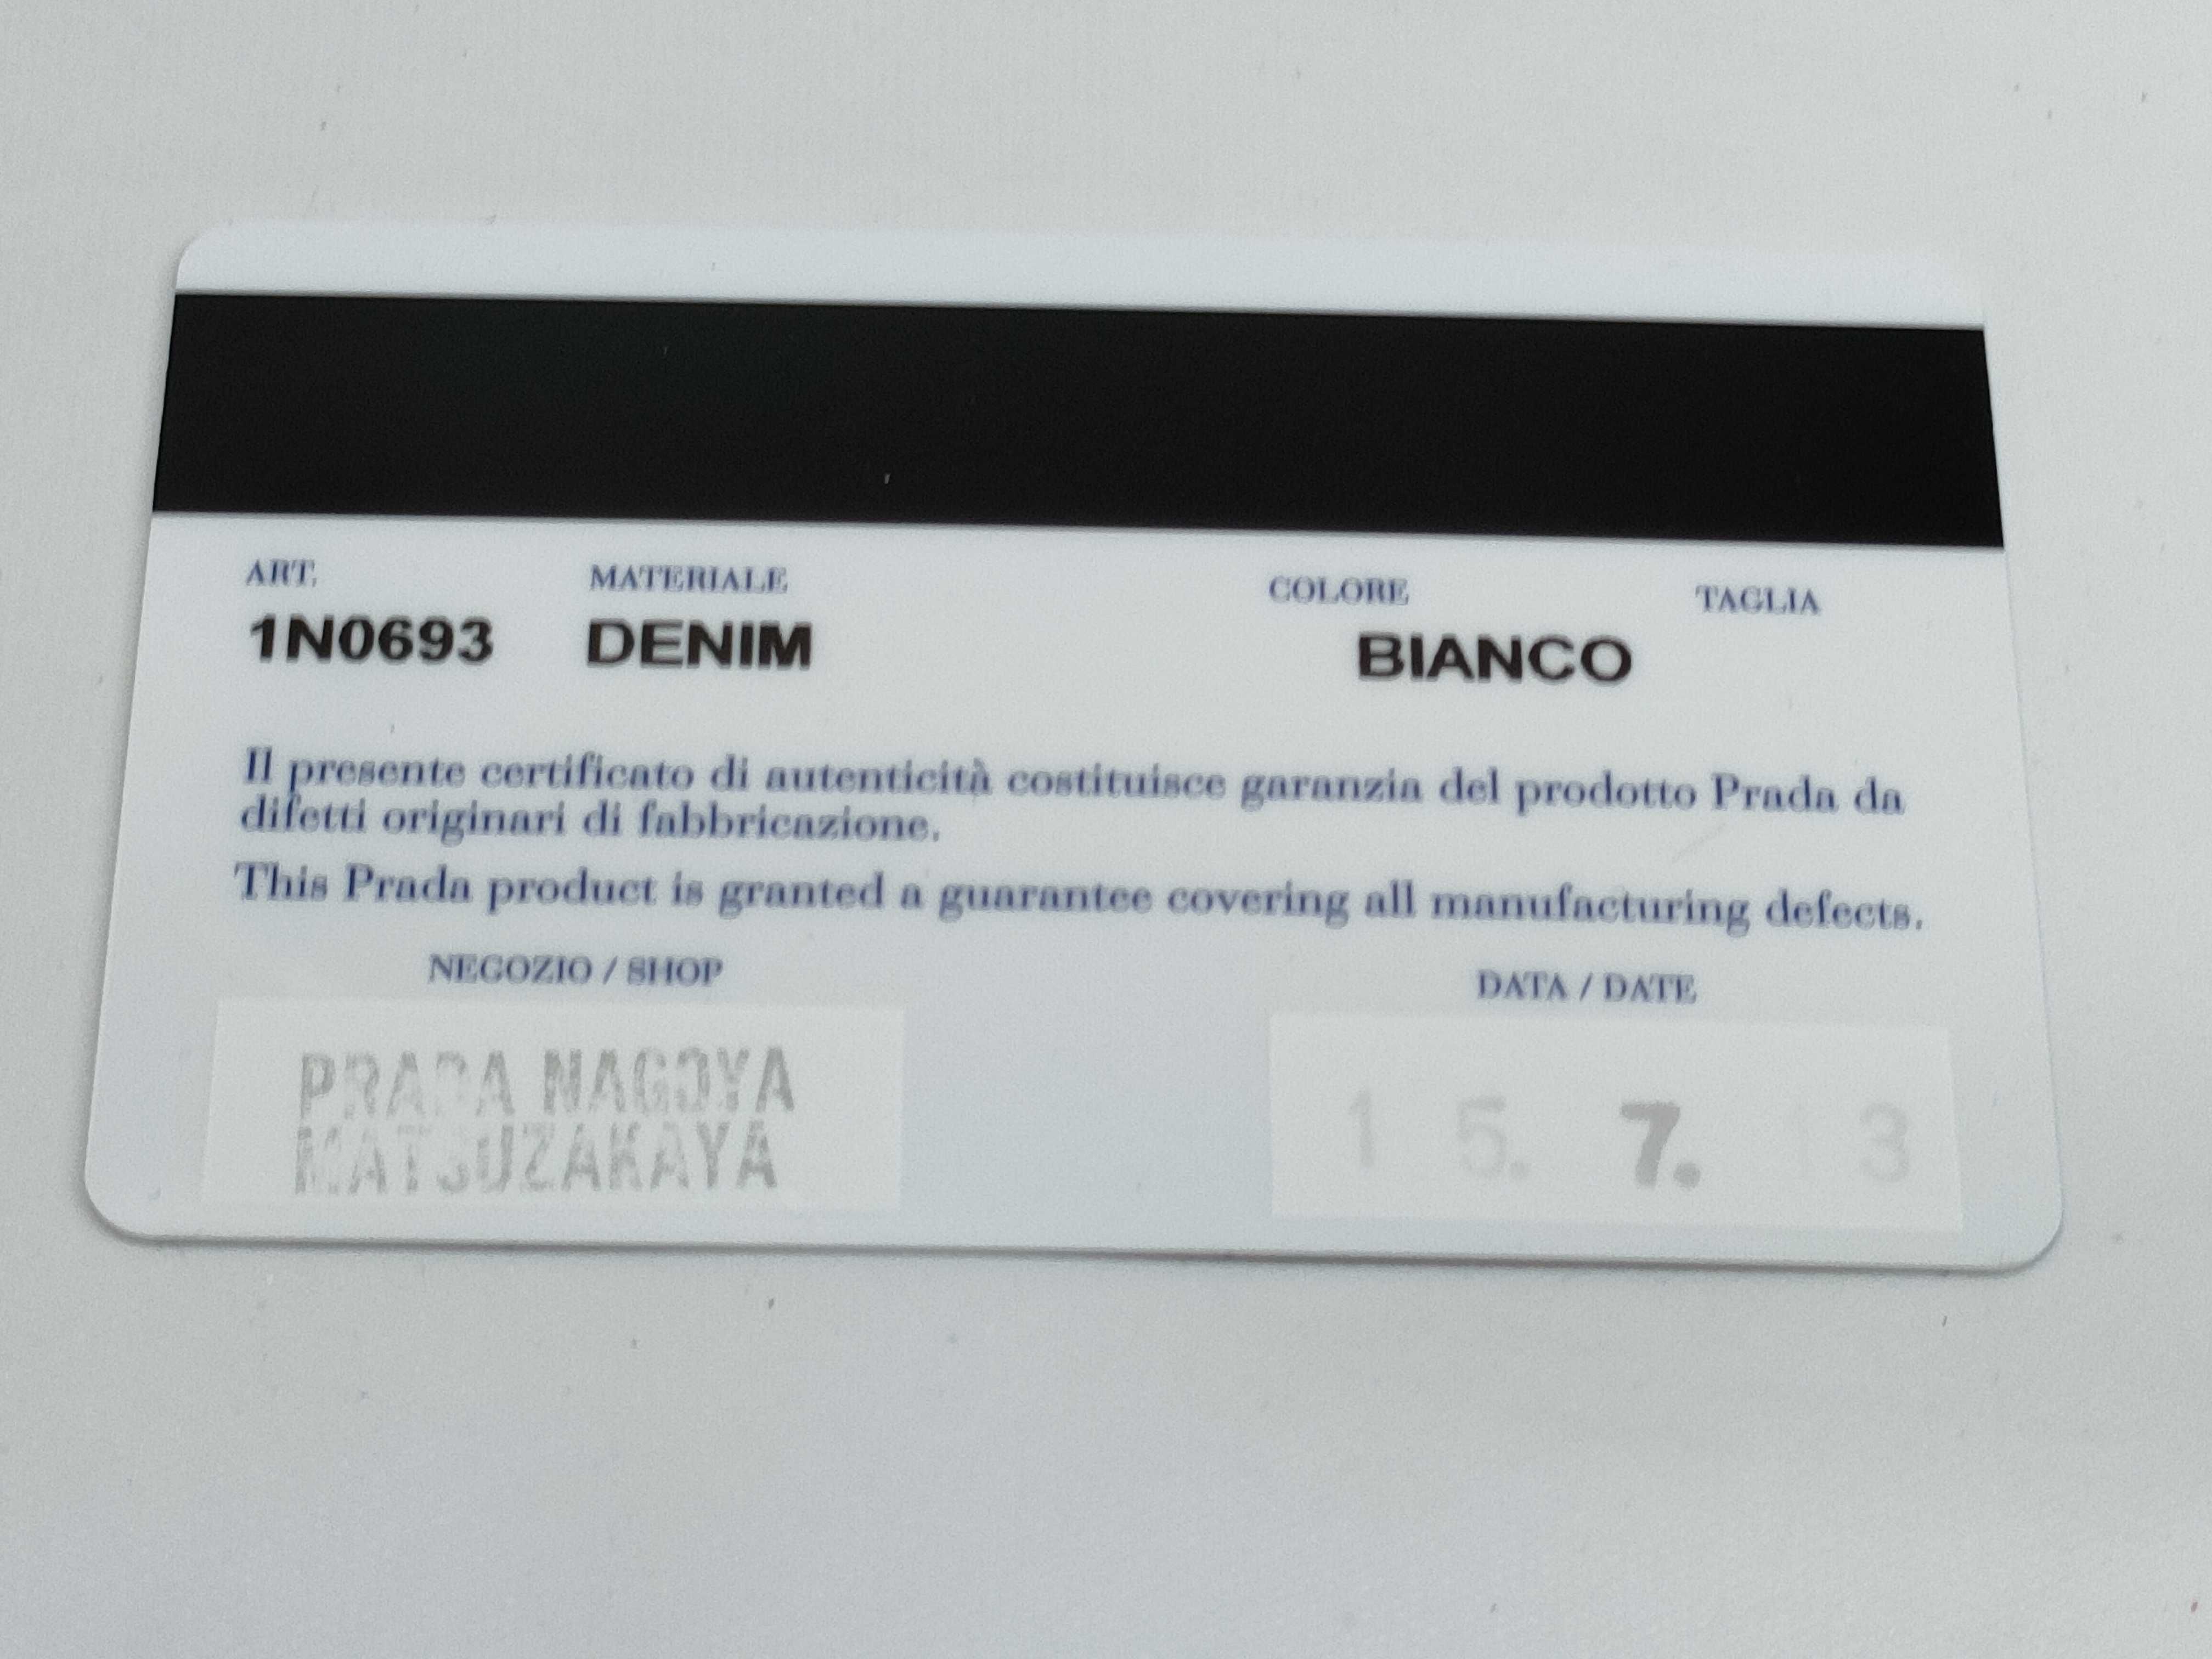 ART. MATERIALE COLORE TAGLIA
1N0693 DENIM BIANCO
Il presente certificato di autenticità costituisce garanzia del prodotto Prada da
difetti originari di fabbricazione.
This Prada product is granted a guarantee covering all manufacturing defects.
NEGOZIO / SHOP DATA / DATE
PRADA NAGOYA
MATSUZAKAYA
15. 7. 13